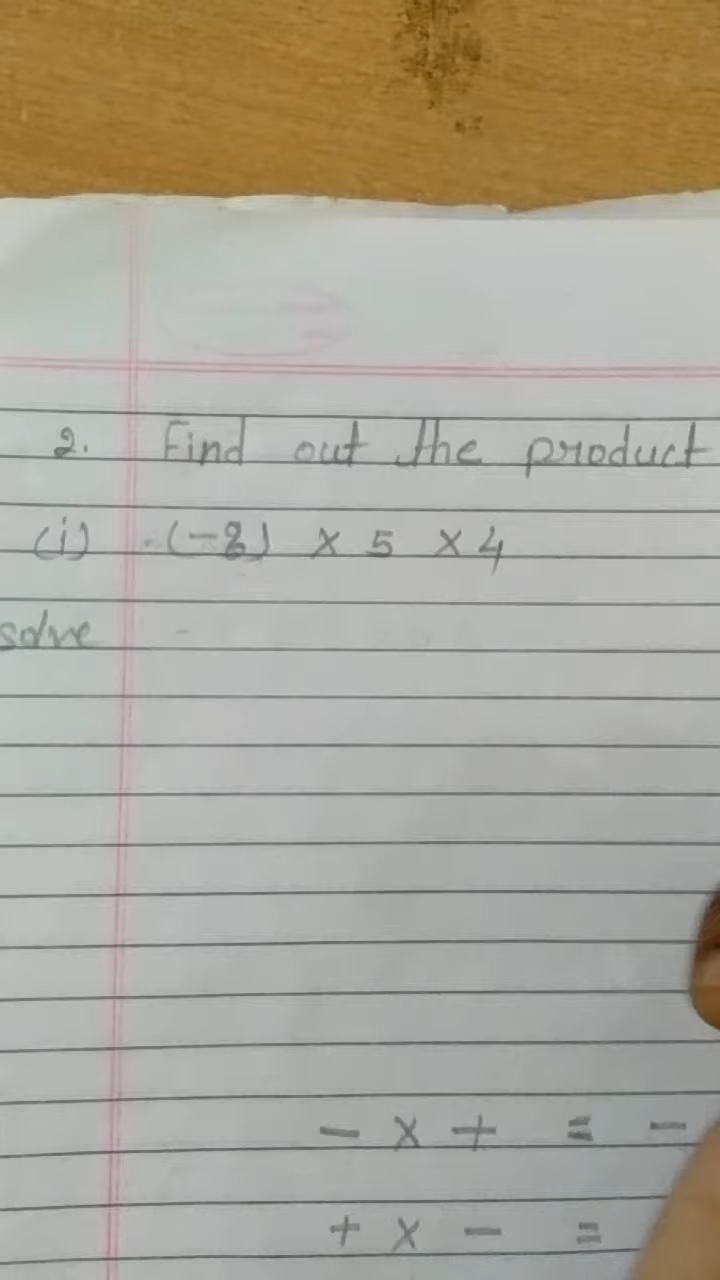 2. Find out the product
(i) (-8) × 5 × 4
solve
- × + = -
+ × - =